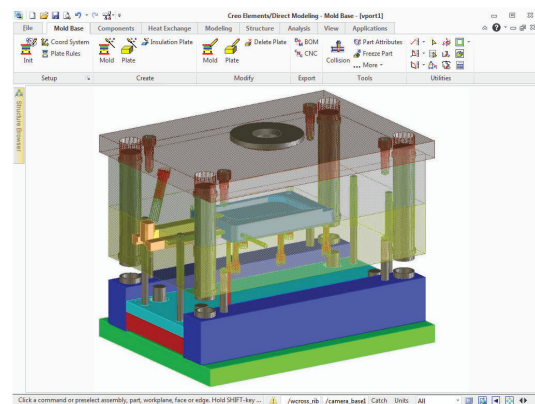 Creo Elements/Direct Modeling - Mold Base - [vport1]
File Mold Base Components Heat Exchange Modeling Structure Analysis View Applications
Init Coord System Plate Rules
Mold Plate Insulation Plate
Mold Plate Delete Plate
BOM CNC
Collision Part Attributes Freeze Part ... More
Setup Create Modify Export Tools Utilities
Structure Browser
Click a command or preselect assembly, part, workplane, face or edge. Hold SHIFT-key ... /wcross_rib /camera_base1 Catch Units All